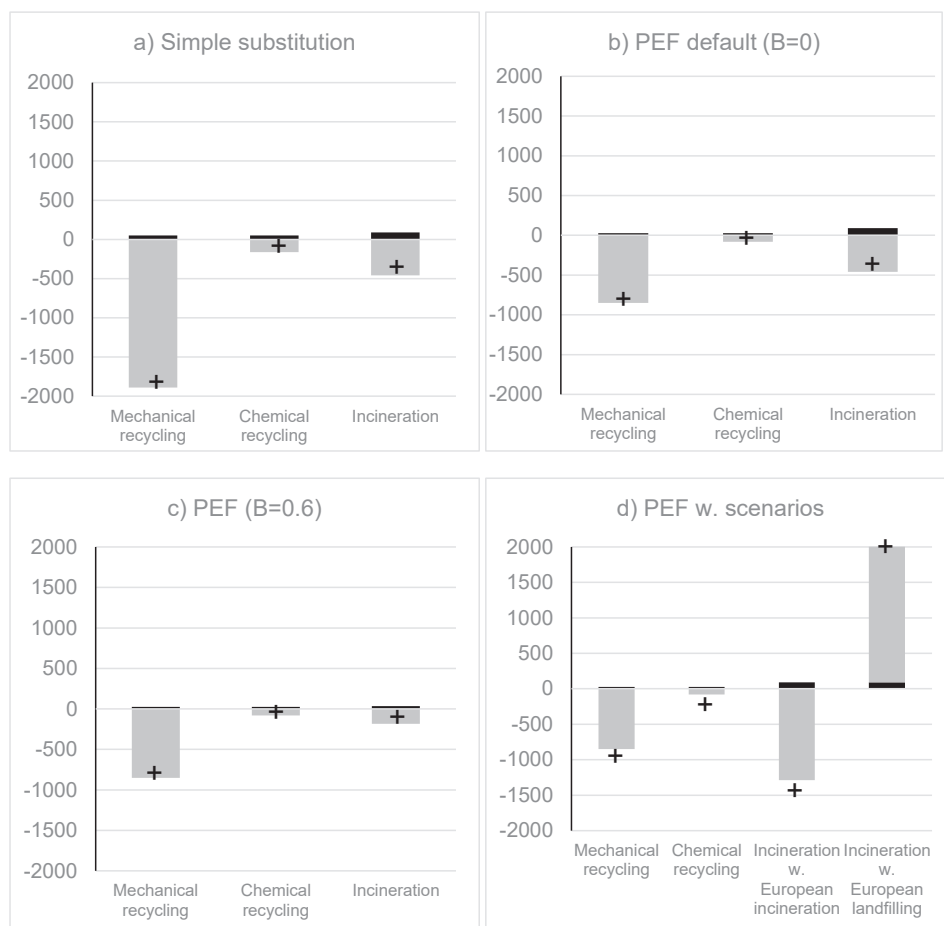 a) Simple substitution
2000
1500
1000
500
0
-500
-1000
-1500
-2000
Mechanical
recycling
Chemical
recycling
Incineration
b) PEF default (B=0)
2000
1500
1000
500
0
-500
-1000
-1500
-2000
Mechanical
recycling
Chemical
recycling
Incineration
c) PEF (B=0.6)
2000
1500
1000
500
0
-500
-1000
-1500
-2000
Mechanical
recycling
Chemical
recycling
Incineration
d) PEF w. scenarios
2000
1500
1000
500
0
-500
-1000
-1500
-2000
Mechanical
recycling
Chemical
recycling
Incineration
w.
European
incineration
Incineration
w.
European
landfilling